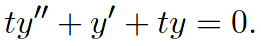 ty″ + y′ + ty = 0.